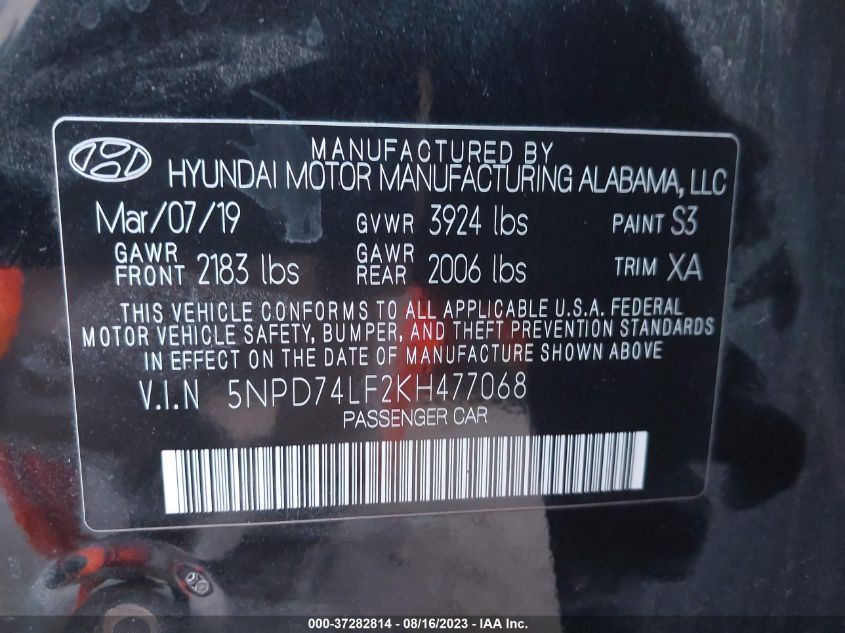 MANUFACTURED BY
HYUNDAI MOTOR MANUFACTURING ALABAMA, LLC
Mar/07/19 GVWR 3924 lbs PAINT S3
GAWR FRONT 2183 lbs GAWR REAR 2006 lbs TRIM XA
THIS VEHICLE CONFORMS TO ALL APPLICABLE U.S.A. FEDERAL
MOTOR VEHICLE SAFETY, BUMPER, AND THEFT PREVENTION STANDARDS
IN EFFECT ON THE DATE OF MANUFACTURE SHOWN ABOVE
V.I.N 5NPD74LF2KH477068
PASSENGER CAR
000-37282814 - 08/16/2023 - IAA Inc.